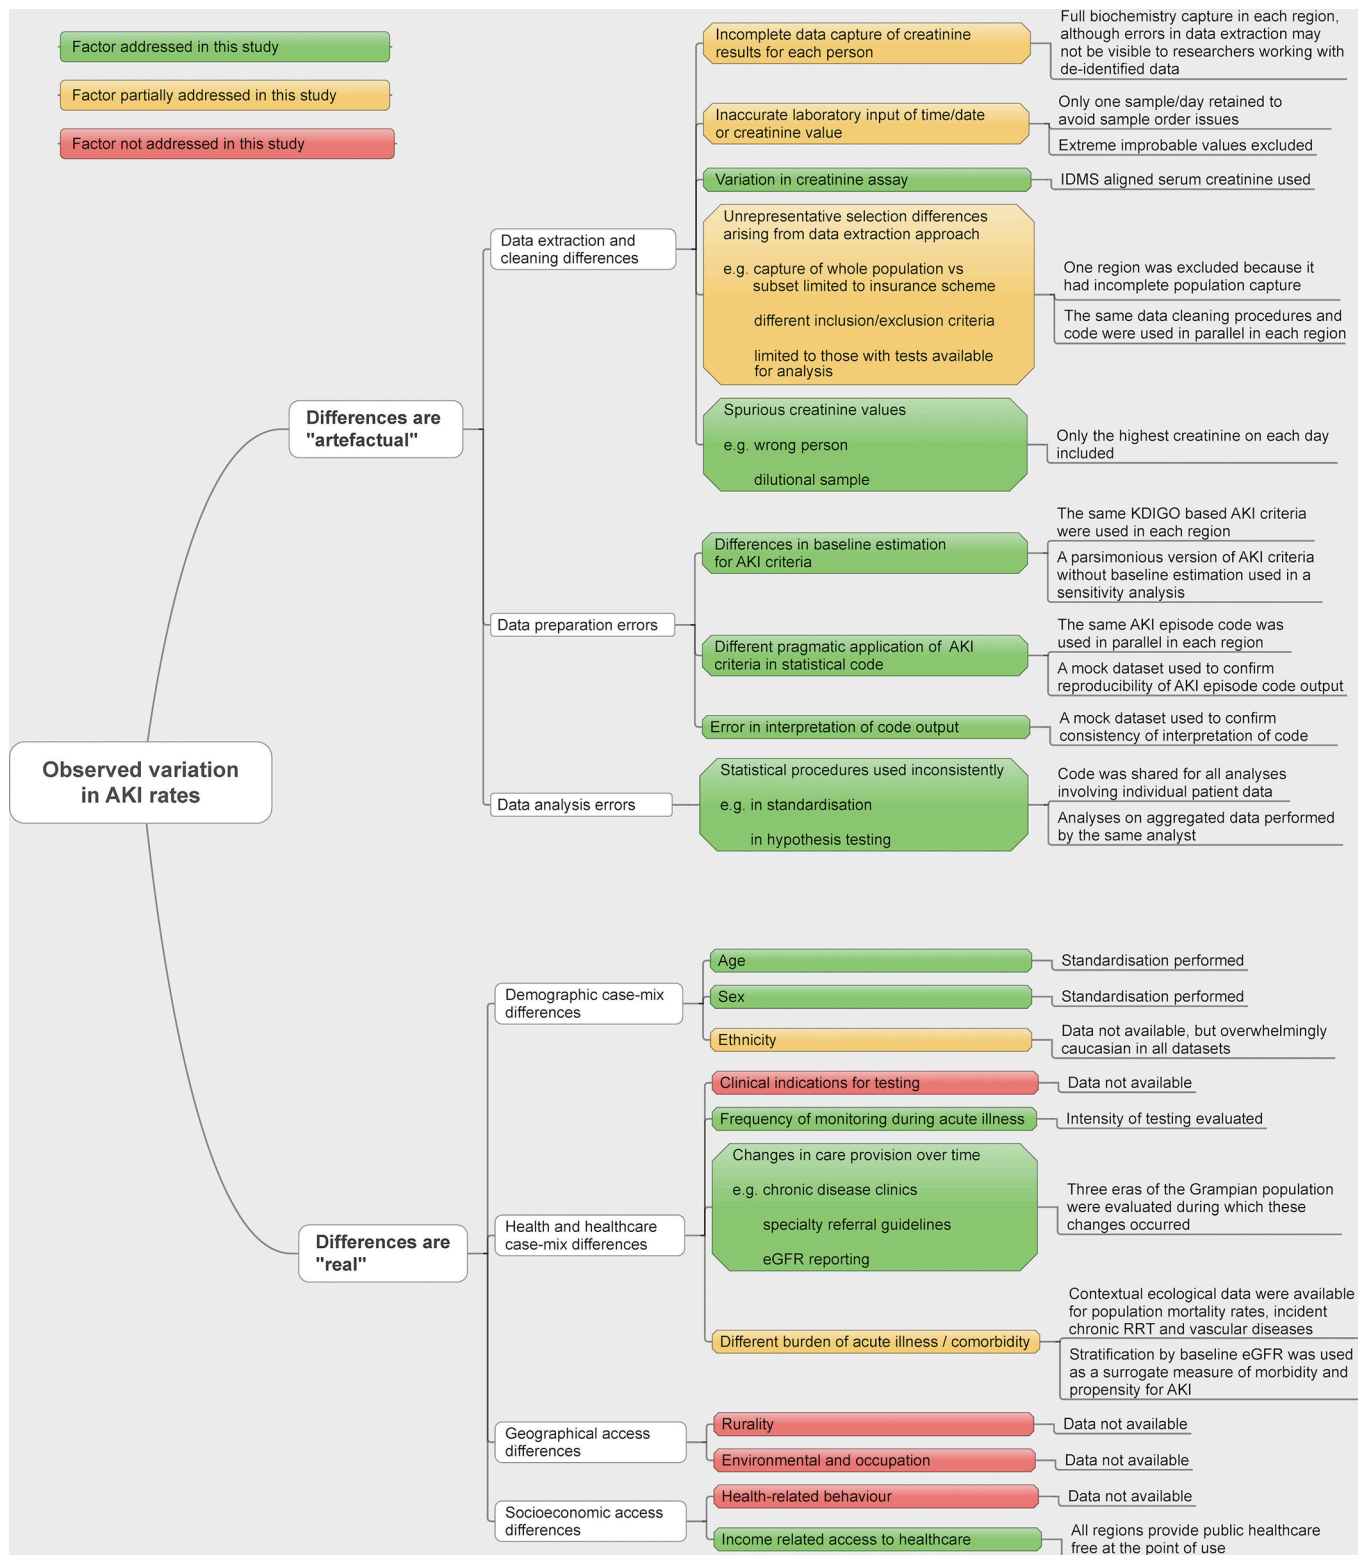 Factor addressed in this study
Factor partially addressed in this study
Factor not addressed in this study
Observed variation
in AKI rates
Differences are
"artefactual"
Data extraction and
cleaning differences
Incomplete data capture of creatinine
results for each person
Full biochemistry capture in each region,
although errors in data extraction may
not be visible to researchers working with
de-identified data
Inaccurate laboratory input of time/date
or creatinine value
Only one sample/day retained to
avoid sample order issues
Extreme improbable values excluded
Variation in creatinine assay
IDMS aligned serum creatinine used
Unrepresentative selection differences
arising from data extraction approach
e.g. capture of whole population vs
subset limited to insurance scheme
different inclusion/exclusion criteria
limited to those with tests available
for analysis
One region was excluded because it
had incomplete population capture
The same data cleaning procedures and
code were used in parallel in each region
Spurious creatinine values
e.g. wrong person
dilutional sample
Only the highest creatinine on each day
included
Data preparation errors
Differences in baseline estimation
for AKI criteria
The same KDIGO based AKI criteria
were used in each region
A parsimonious version of AKI criteria
without baseline estimation used in a
sensitivity analysis
Different pragmatic application of AKI
criteria in statistical code
The same AKI episode code was
used in parallel in each region
A mock dataset used to confirm
reproducibility of AKI episode code output
Error in interpretation of code output
A mock dataset used to confirm
consistency of interpretation of code
Data analysis errors
Statistical procedures used inconsistently
e.g. in standardisation
in hypothesis testing
Code was shared for all analyses
involving individual patient data
Analyses on aggregated data performed
by the same analyst
Differences are
"real"
Demographic case-mix
differences
Age
Standardisation performed
Sex
Standardisation performed
Ethnicity
Data not available, but overwhelmingly
caucasian in all datasets
Health and healthcare
case-mix differences
Clinical indications for testing
Data not available
Frequency of monitoring during acute illness
Intensity of testing evaluated
Changes in care provision over time
e.g. chronic disease clinics
specialty referral guidelines
eGFR reporting
Three eras of the Grampian population
were evaluated during which these
changes occurred
Different burden of acute illness / comorbidity
Contextual ecological data were available
for population mortality rates, incident
chronic RRT and vascular diseases
Stratification by baseline eGFR was used
as a surrogate measure of morbidity and
propensity for AKI
Geographical access
differences
Rurality
Data not available
Environmental and occupation
Data not available
Socioeconomic access
differences
Health-related behaviour
Data not available
Income related access to healthcare
All regions provide public healthcare
free at the point of use